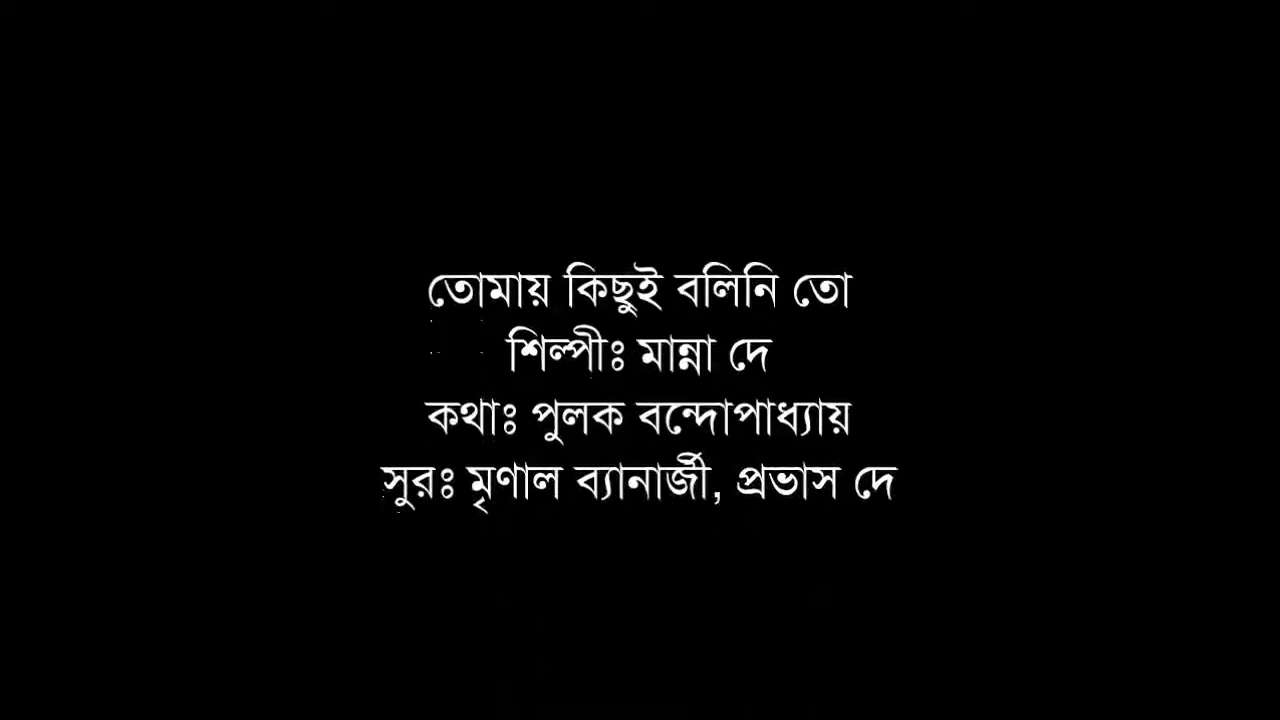 তোমায় কিছুই বলিনি তো
শিল্পীঃ মান্না দে
কথাঃ পুলক বন্দোপাধ্যায়
সুরঃ মৃণাল ব্যানার্জী, প্রভাস দে